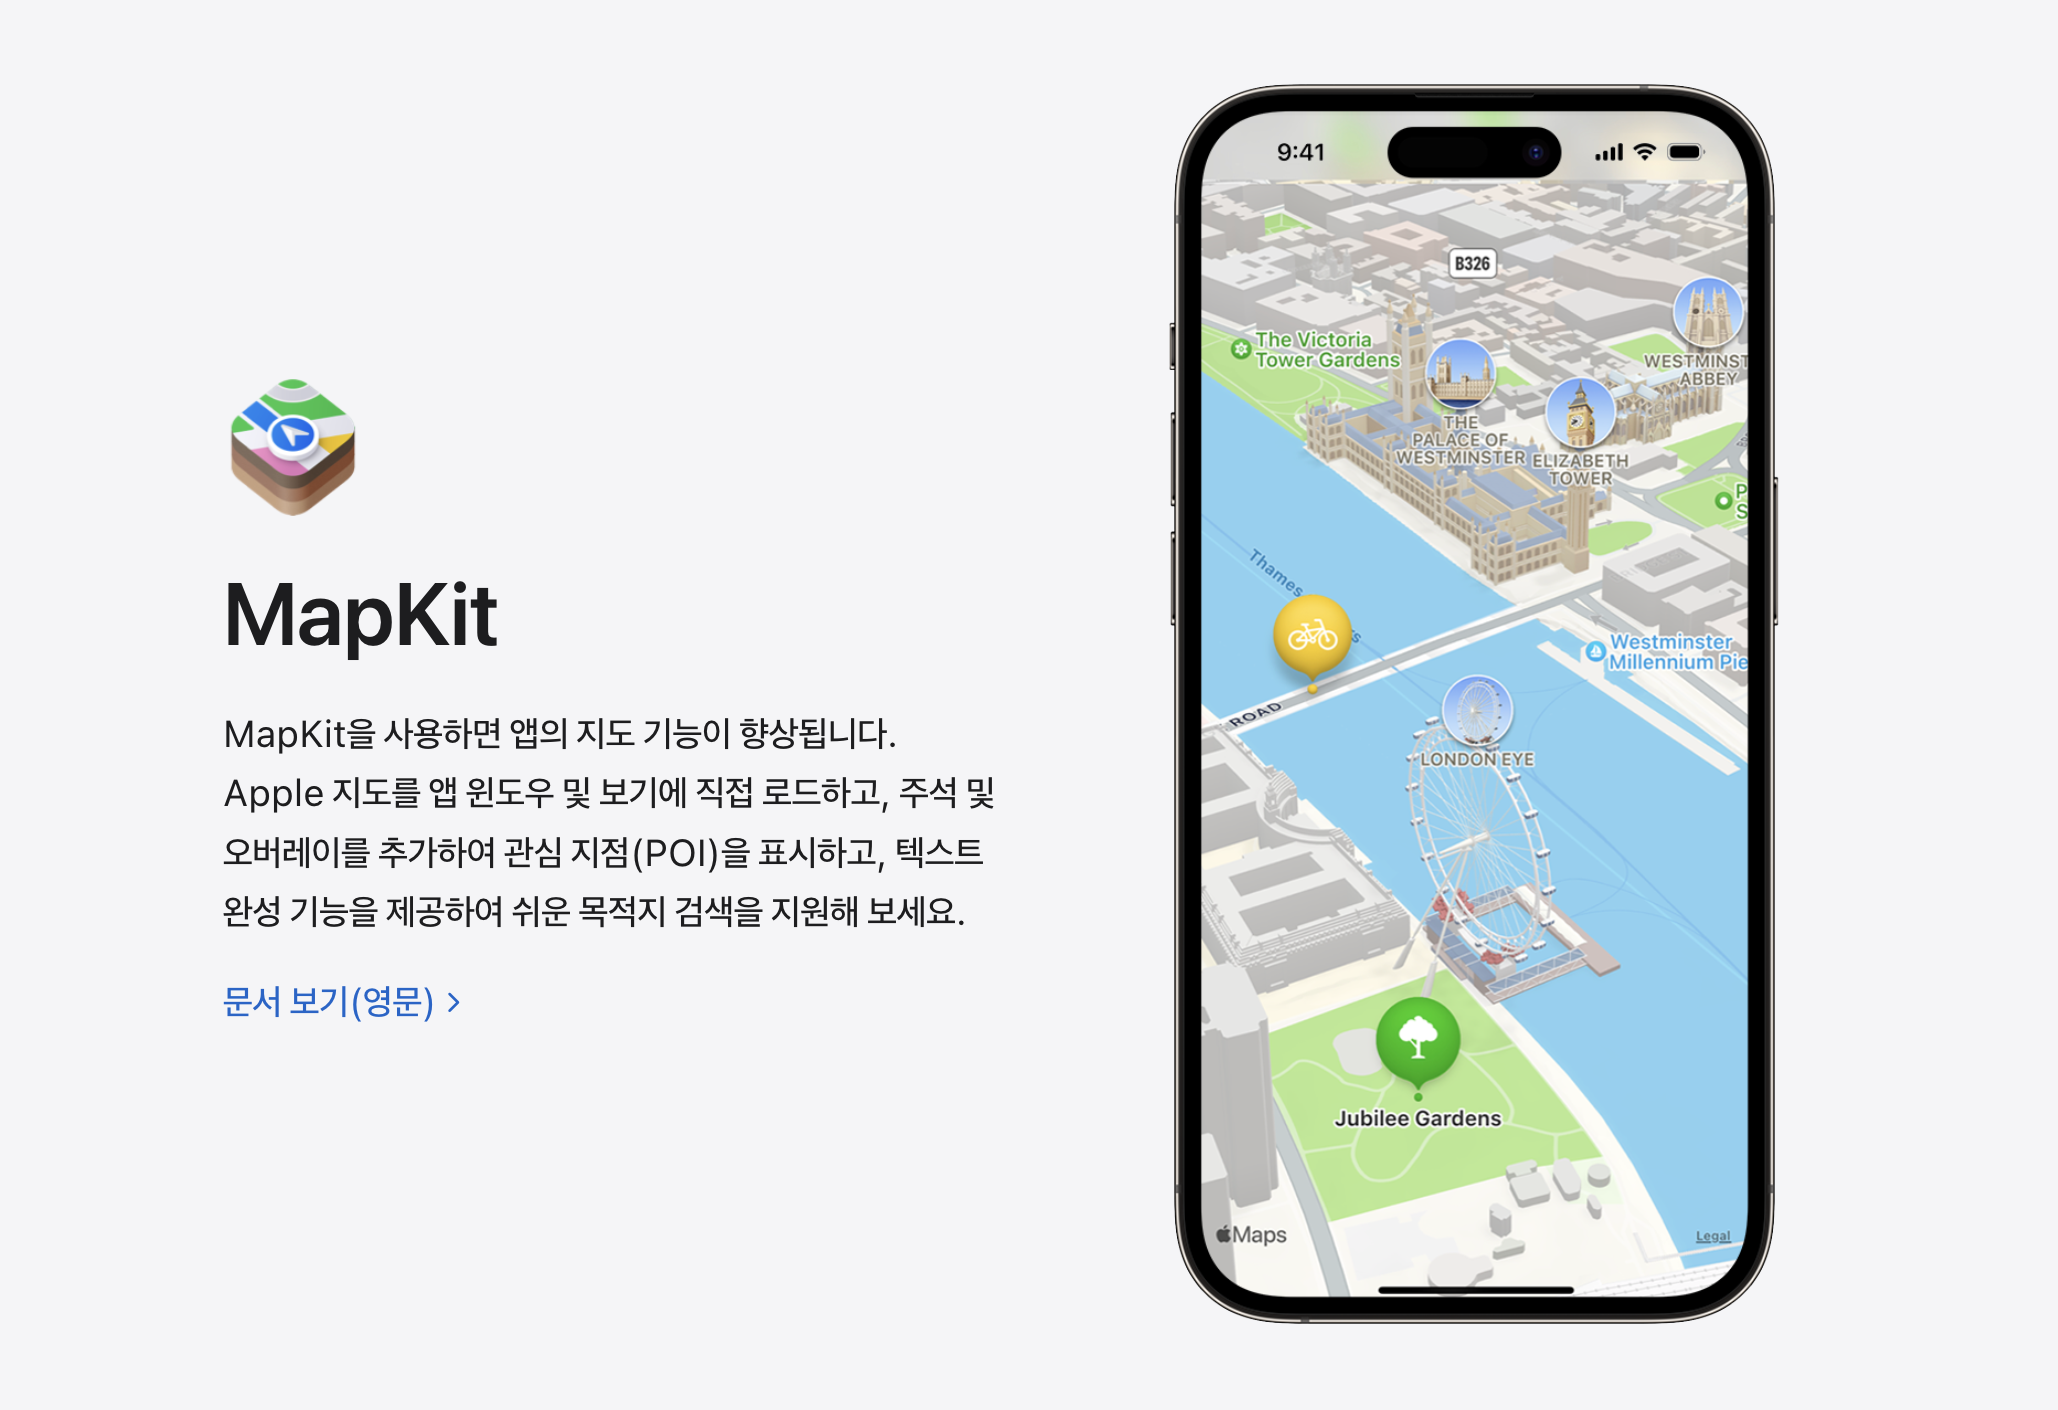 MapKit
MapKit을 사용하면 앱의 지도 기능이 향상됩니다.
Apple 지도를 앱 윈도우 및 보기에 직접 로드하고, 주석 및
오버레이를 추가하여 관심 지점(POI)을 표시하고, 텍스트
완성 기능을 제공하여 쉬운 목적지 검색을 지원해 보세요.
문서 보기(영문)
9:41
B326
The Victoria
Tower Gardens
WESTMINST
ABBEY
THE
PALACE OF
WESTMINSTER
ELIZABETH
TOWER
P
S
Thames
Westminster
Millennium Pie
ROAD
LONDON EYE
Jubilee Gardens
Maps
Legal